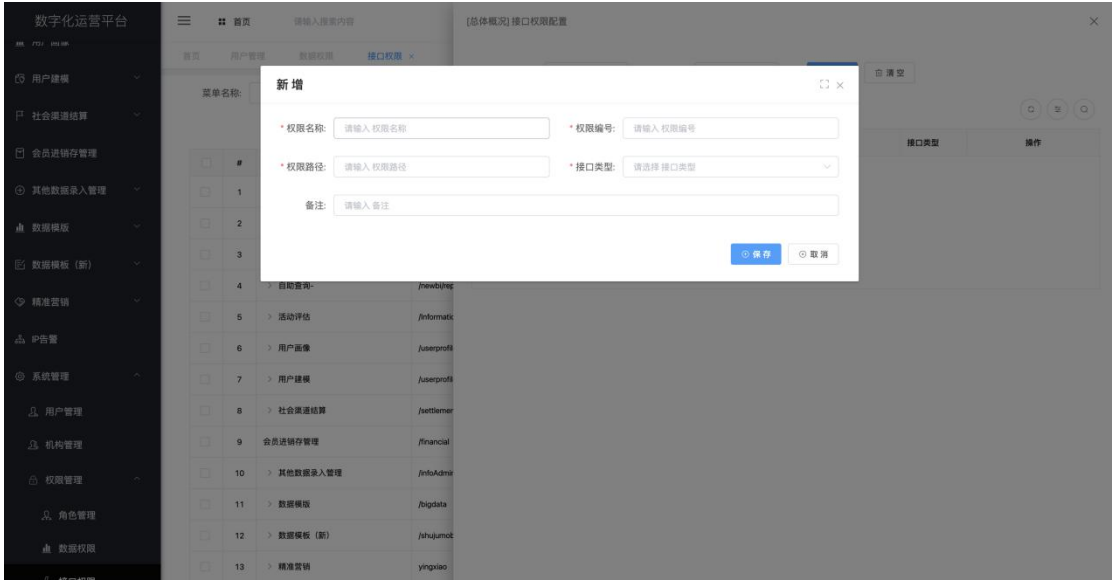 数字化运营平台
首页
请输入搜索内容
[总体概况] 接口权限配置
用户画像
首页
用户管理
数据权限
接口权限
用户建模
清 空
菜单名称:
新 增
社会渠道结算
* 权限名称:
请输入 权限名称
* 权限编号:
请输入 权限编号
接口类型
操作
会员进销存管理
#
* 权限路径:
请输入 权限路径
* 接口类型:
请选择 接口类型
其他数据录入管理
1
备注:
请输入 备注
数据模版
2
保 存
取 消
数据模板（新）
3
4
自助查询-
/newbi/rep
精准营销
5
活动评估
/informatic
IP告警
6
用户画像
/userprofil
系统管理
7
用户建模
/userprofil
用户管理
8
社会渠道结算
/settlemer
机构管理
9
会员进销存管理
/financial
权限管理
10
其他数据录入管理
/infoAdmir
角色管理
11
数据模版
/bigdata
数据权限
12
数据模板（新）
/shujumob
接口权限
13
精准营销
yingxiao